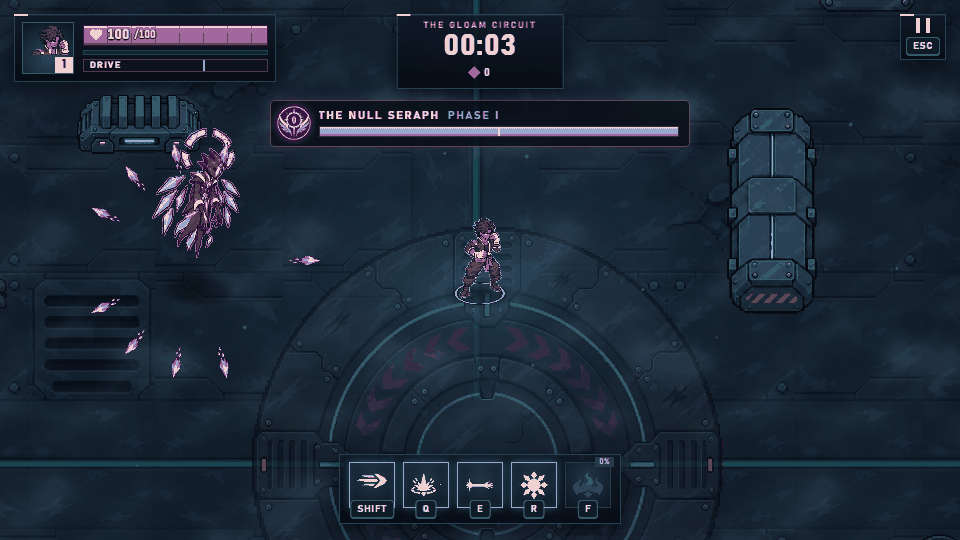 100 /100
1
DRIVE
THE GLOAM CIRCUIT
00:03
0
ESC
THE NULL SERAPH PHASE I
0%
SHIFT
Q
E
R
F